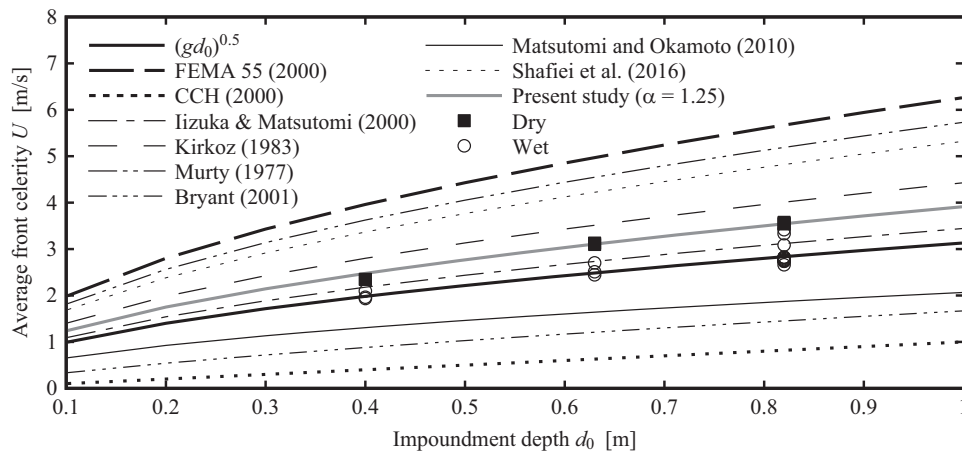 8
7
6
5
4
3
2
1
0
Average front celerity U [m/s]
(gd₀)^0.5
FEMA 55 (2000)
CCH (2000)
Iizuka & Matsutomi (2000)
Kirkoz (1983)
Murty (1977)
Bryant (2001)
Matsutomi and Okamoto (2010)
Shafiei et al. (2016)
Present study (α = 1.25)
Dry
Wet
0.1 0.2 0.3 0.4 0.5 0.6 0.7 0.8 0.9 1
Impoundment depth d₀ [m]